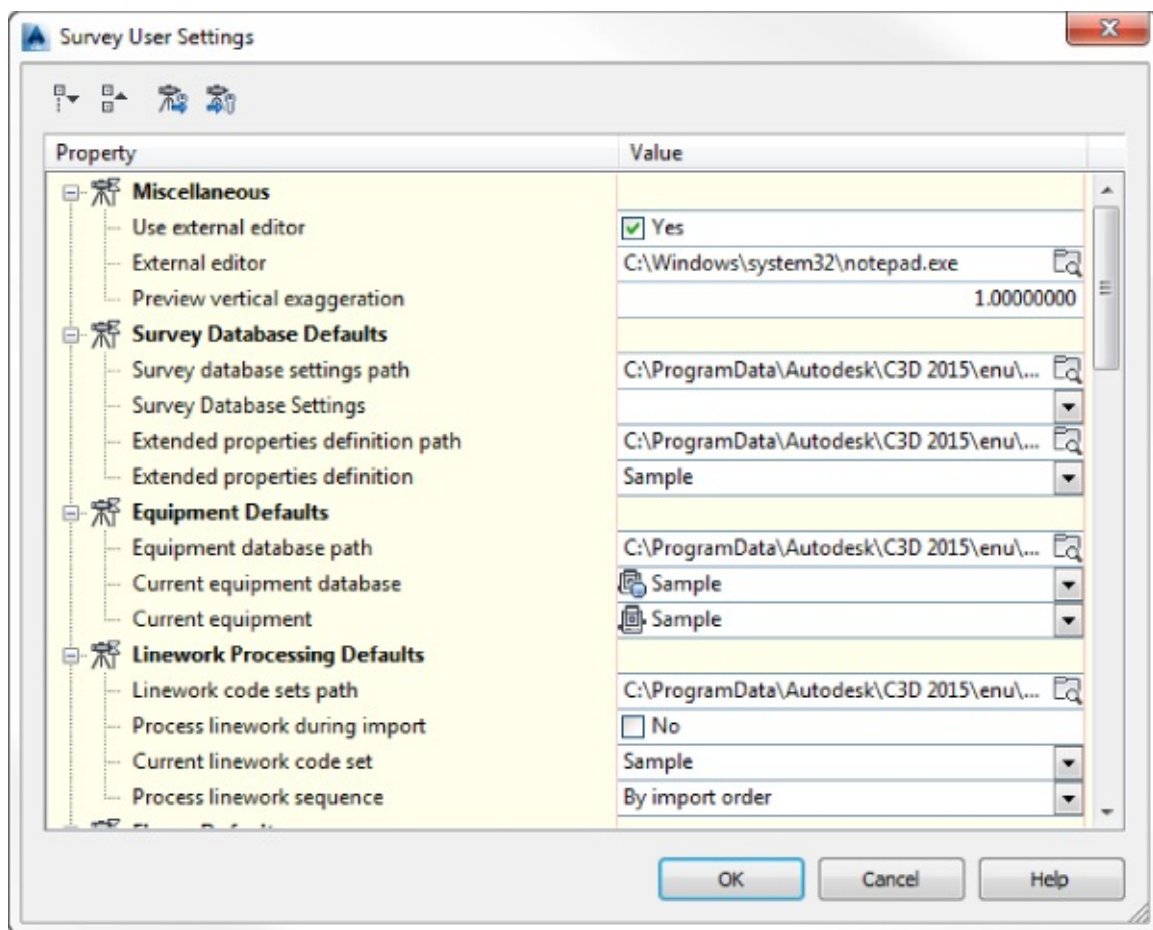 Survey User Settings
Property Value
Miscellaneous
Use external editor Yes
External editor C:\Windows\system32\notepad.exe
Preview vertical exaggeration 1.00000000
Survey Database Defaults
Survey database settings path C:\ProgramData\Autodesk\C3D 2015\enu\...
Survey Database Settings
Extended properties definition path C:\ProgramData\Autodesk\C3D 2015\enu\...
Extended properties definition Sample
Equipment Defaults
Equipment database path C:\ProgramData\Autodesk\C3D 2015\enu\...
Current equipment database Sample
Current equipment Sample
Linework Processing Defaults
Linework code sets path C:\ProgramData\Autodesk\C3D 2015\enu\...
Process linework during import No
Current linework code set Sample
Process linework sequence By import order
OK Cancel Help